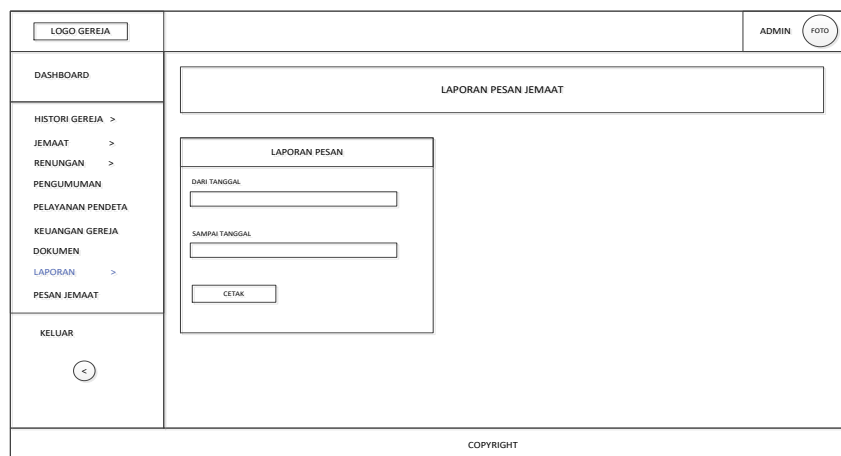 LOGO GEREJA
ADMIN
FOTO
DASHBOARD
LAPORAN PESAN JEMAAT
HISTORI GEREJA >
JEMAAT >
RENUNGAN >
PENGUMUMAN
PELAYANAN PENDETA
KEUANGAN GEREJA
DOKUMEN
LAPORAN >
PESAN JEMAAT
KELUAR
<
LAPORAN PESAN
DARI TANGGAL
SAMPAI TANGGAL
CETAK
COPYRIGHT